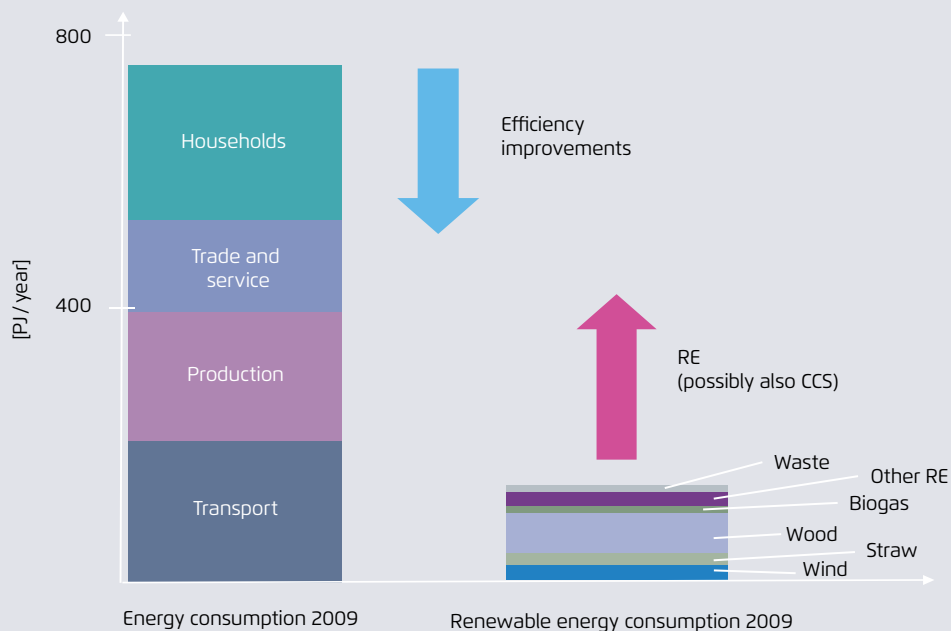 800
400
[PJ / year]
Households
Trade and
service
Production
Transport
Efficiency
improvements
RE
(possibly also CCS)
Waste
Other RE
Biogas
Wood
Straw
Wind
Energy consumption 2009
Renewable energy consumption 2009